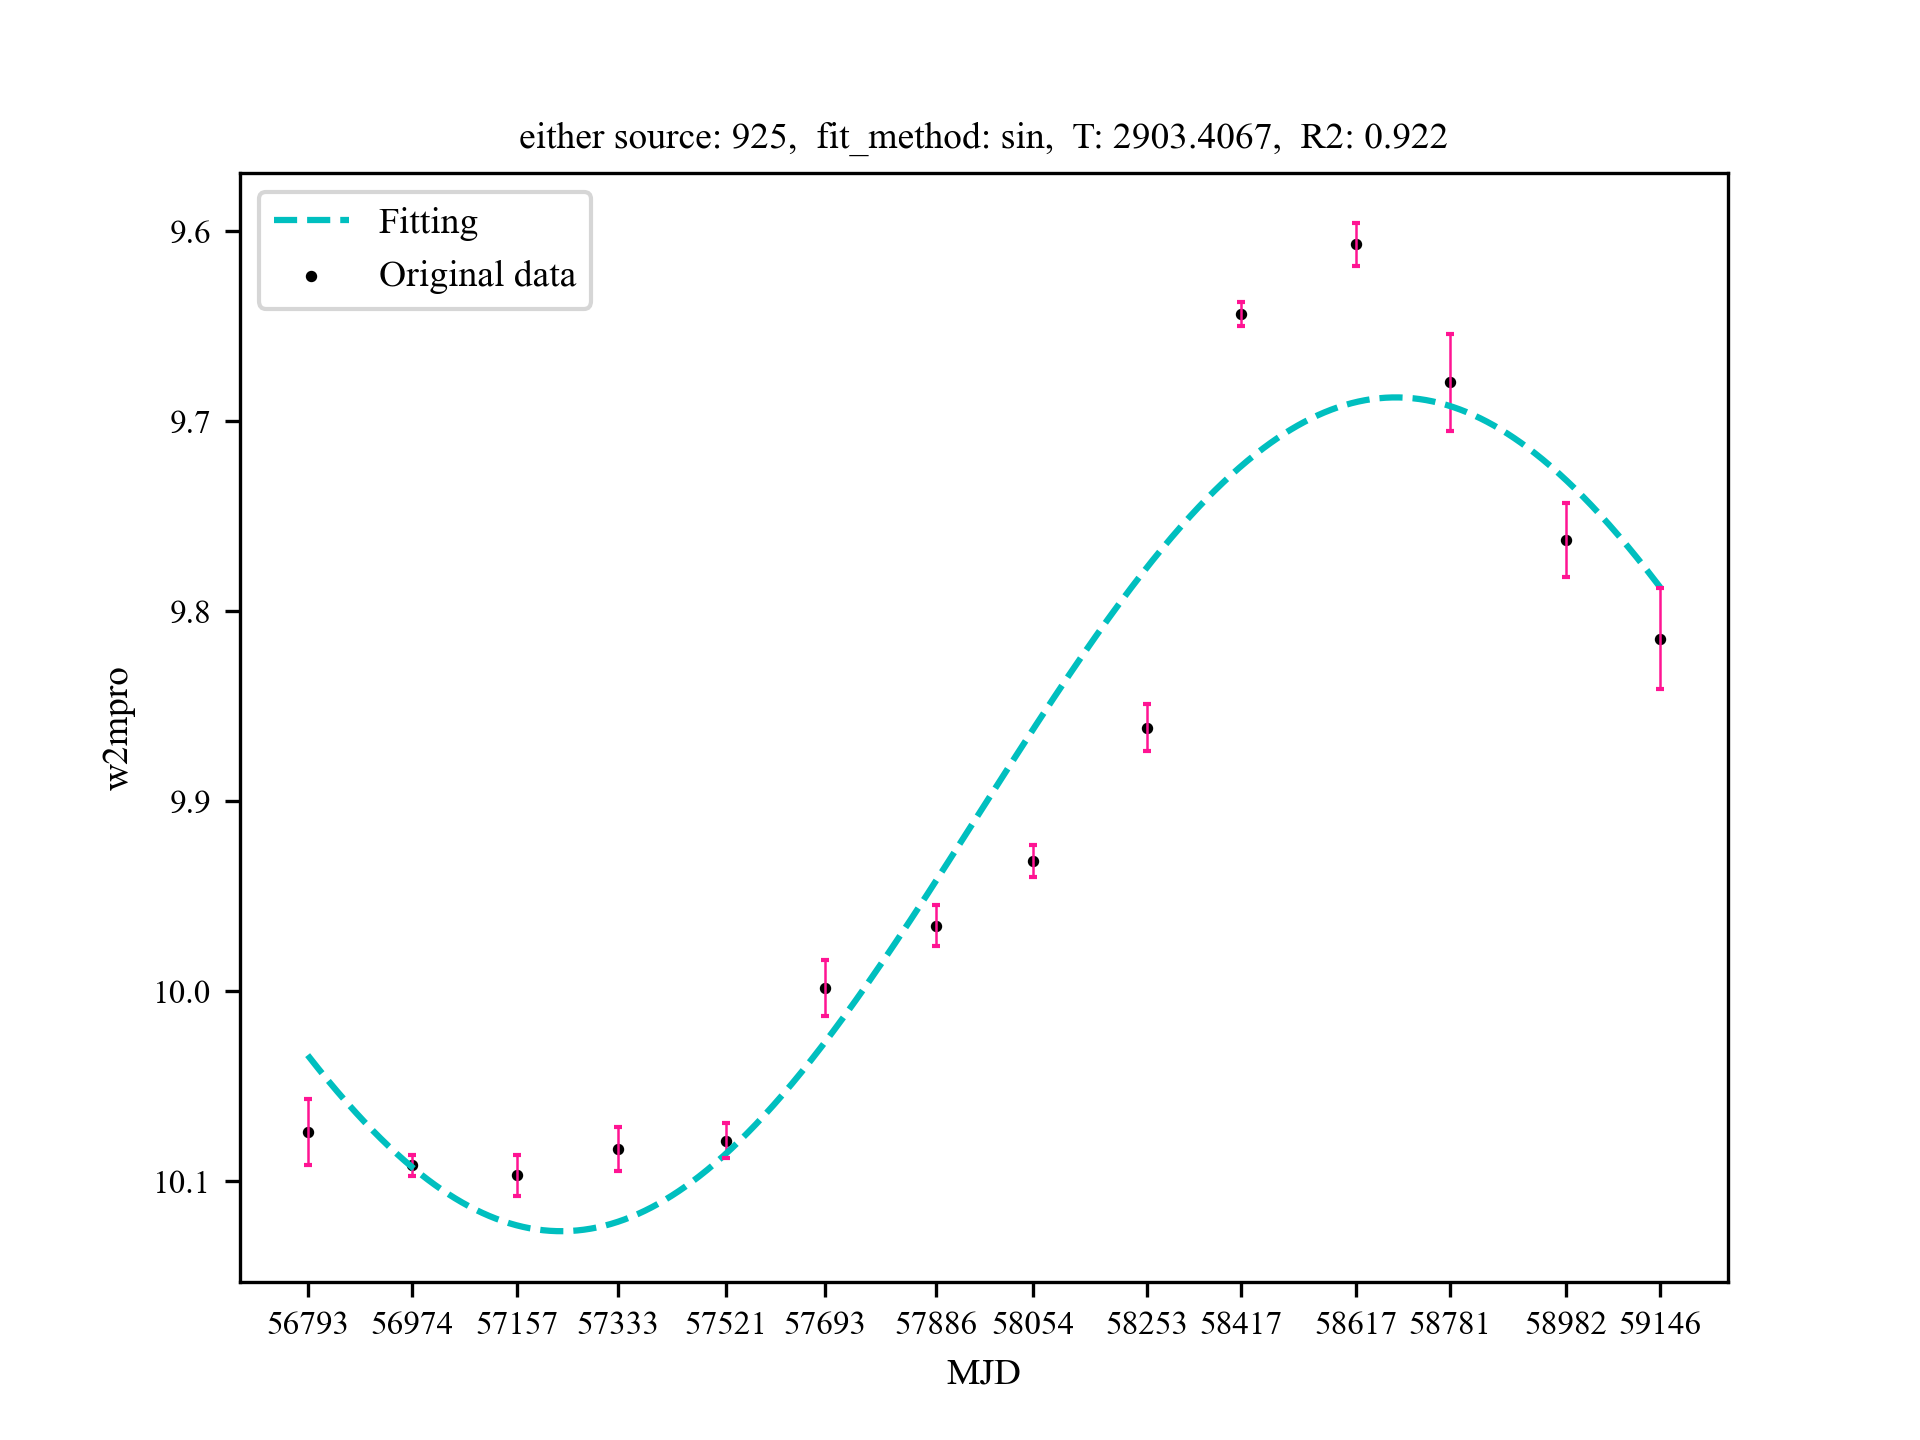 either source: 925,  fit_method: sin,  T: 2903.4067,  R2: 0.922
Fitting
Original data
9.6
9.7
9.8
9.9
10.0
10.1
w2mpro
56793 56974 57157 57333 57521 57693 57886 58054 58253 58417 58617 58781 58982 59146
MJD